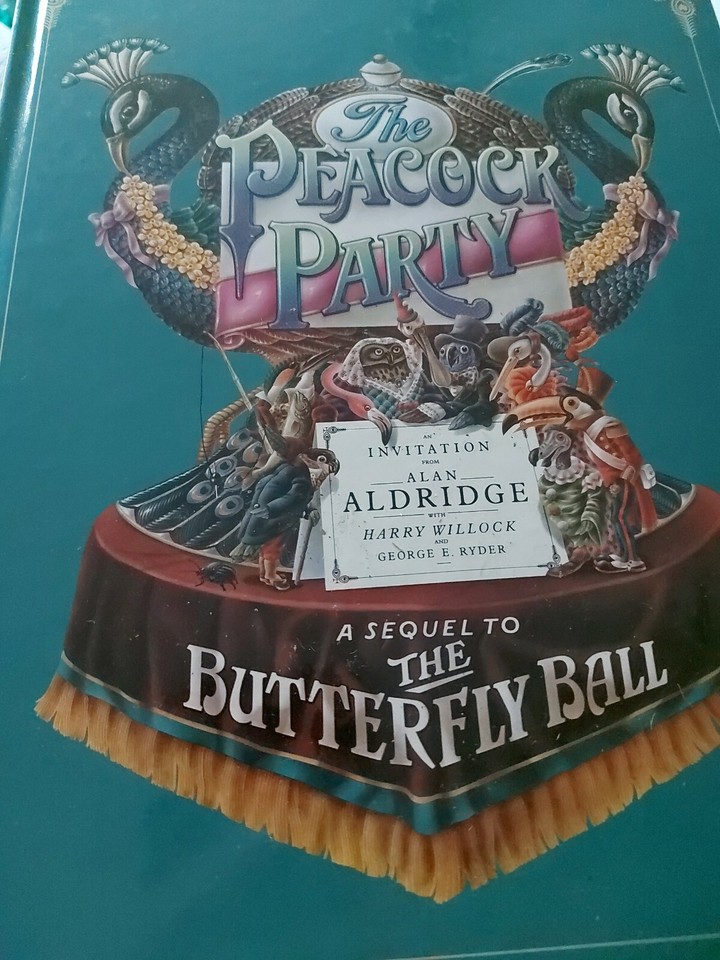 The
PEACOCK
PARTY
AN
INVITATION
FROM
ALAN
ALDRIDGE
WITH
HARRY WILLOCK
AND
GEORGE E. RYDER
A SEQUEL TO
THE
BUTTERFLY BALL